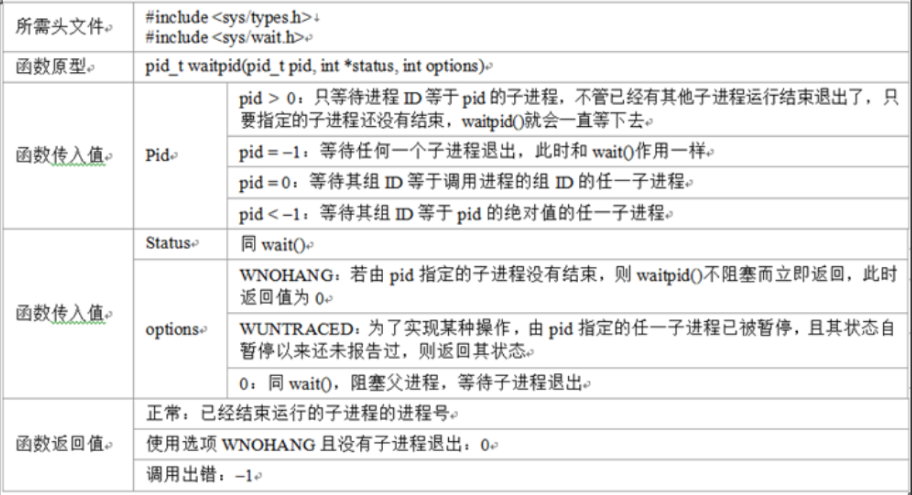 所需头文件
#include <sys/types.h>
#include <sys/wait.h>
函数原型
pid_t waitpid(pid_t pid, int *status, int options)
函数传入值
Pid
pid > 0：只等待进程 ID 等于 pid 的子进程，不管已经有其他子进程运行结束退出了，只
要指定的子进程还没有结束，waitpid()就会一直等下去
pid = −1：等待任何一个子进程退出，此时和 wait()作用一样
pid = 0：等待其组 ID 等于调用进程的组 ID 的任一子进程
pid < −1：等待其组 ID 等于 pid 的绝对值的任一子进程
函数传入值
Status
同 wait()
options
WNOHANG：若由 pid 指定的子进程没有结束，则 waitpid()不阻塞而立即返回，此时
返回值为 0
WUNTRACED：为了实现某种操作，由 pid 指定的任一子进程已被暂停，且其状态自
暂停以来还未报告过，则返回其状态
0：同 wait()，阻塞父进程，等待子进程退出
函数返回值
正常：已经结束运行的子进程的进程号
使用选项 WNOHANG 且没有子进程退出：0
调用出错：−1